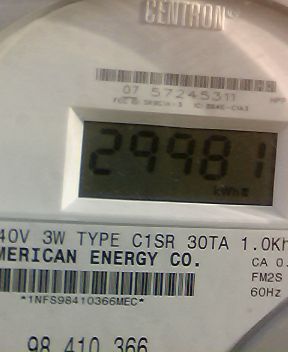 CENTRON®
07 57245311
29981
kWh
40V 3W TYPE C1SR 30TA 1.0Kh
MERICAN ENERGY CO.
CA 0.
FM2S
60Hz
*1NFS98410366MEC*
98 410 366